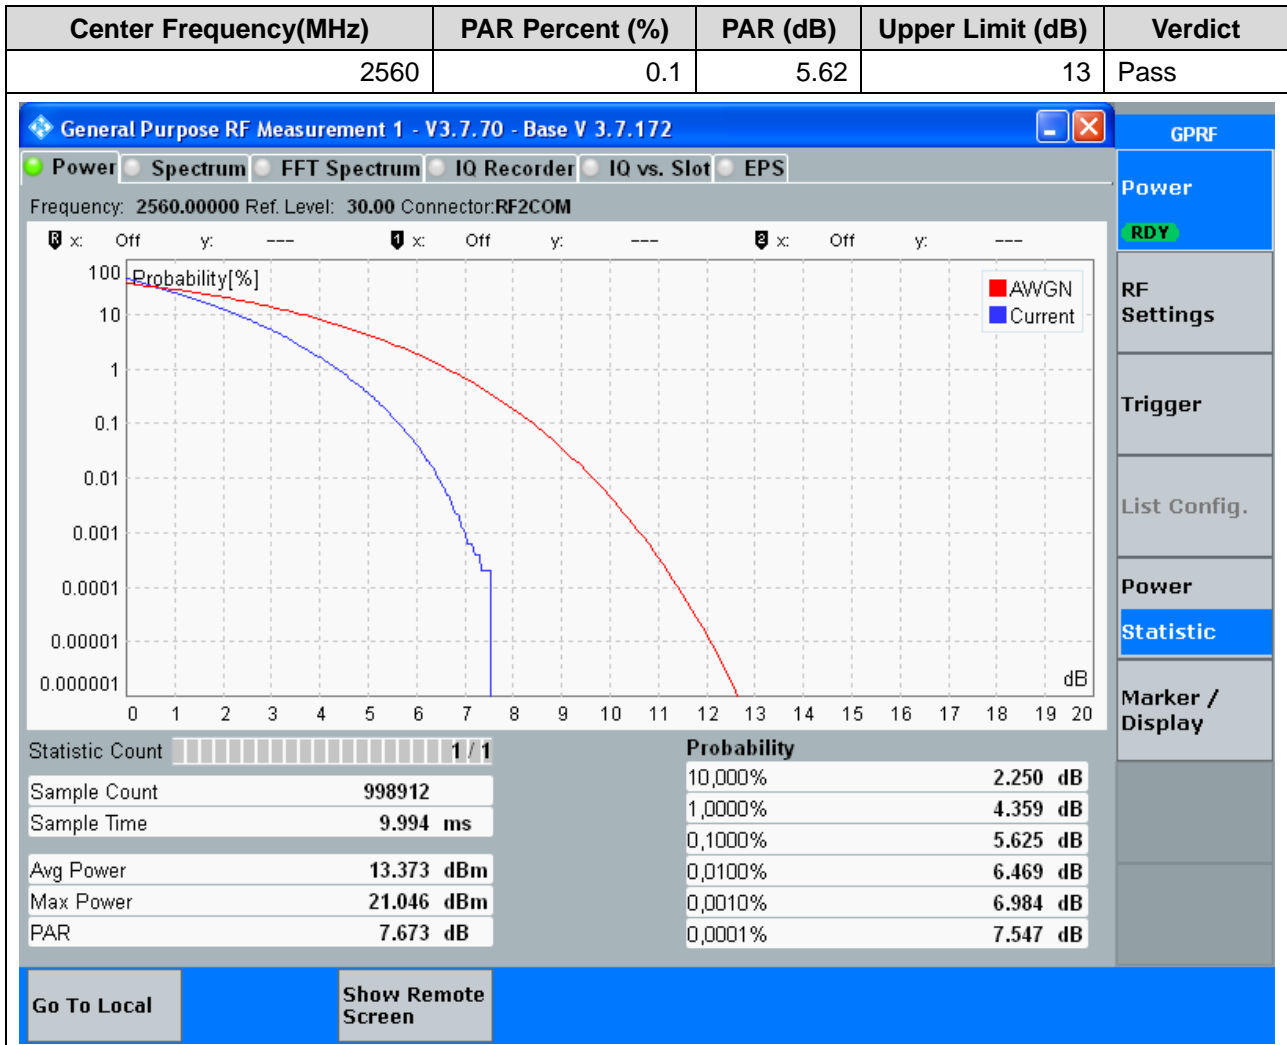 Center Frequency(MHz) PAR Percent (%) PAR (dB) Upper Limit (dB) Verdict
2560 0.1 5.62 13 Pass
General Purpose RF Measurement 1 - V3.7.70 - Base V 3.7.172
GPRF
Power Spectrum FFT Spectrum IQ Recorder IQ vs. Slot EPS
Frequency: 2560.00000 Ref. Level: 30.00 Connector:RF2COM
R x: Off y: --- 1 x: Off y: --- 2 x: Off y: ---
Probability[%]
AWGN
Current
100
10
1
0.1
0.01
0.001
0.0001
0.00001
0.000001
dB
0 1 2 3 4 5 6 7 8 9 10 11 12 13 14 15 16 17 18 19 20
Statistic Count 1 / 1
Sample Count 998912
Sample Time 9.994 ms
Avg Power 13.373 dBm
Max Power 21.046 dBm
PAR 7.673 dB
Probability
10,000% 2.250 dB
1,0000% 4.359 dB
0,1000% 5.625 dB
0,0100% 6.469 dB
0,0010% 6.984 dB
0,0001% 7.547 dB
Power
RDY
RF
Settings
Trigger
List Config.
Power
Statistic
Marker /
Display
Go To Local
Show Remote
Screen